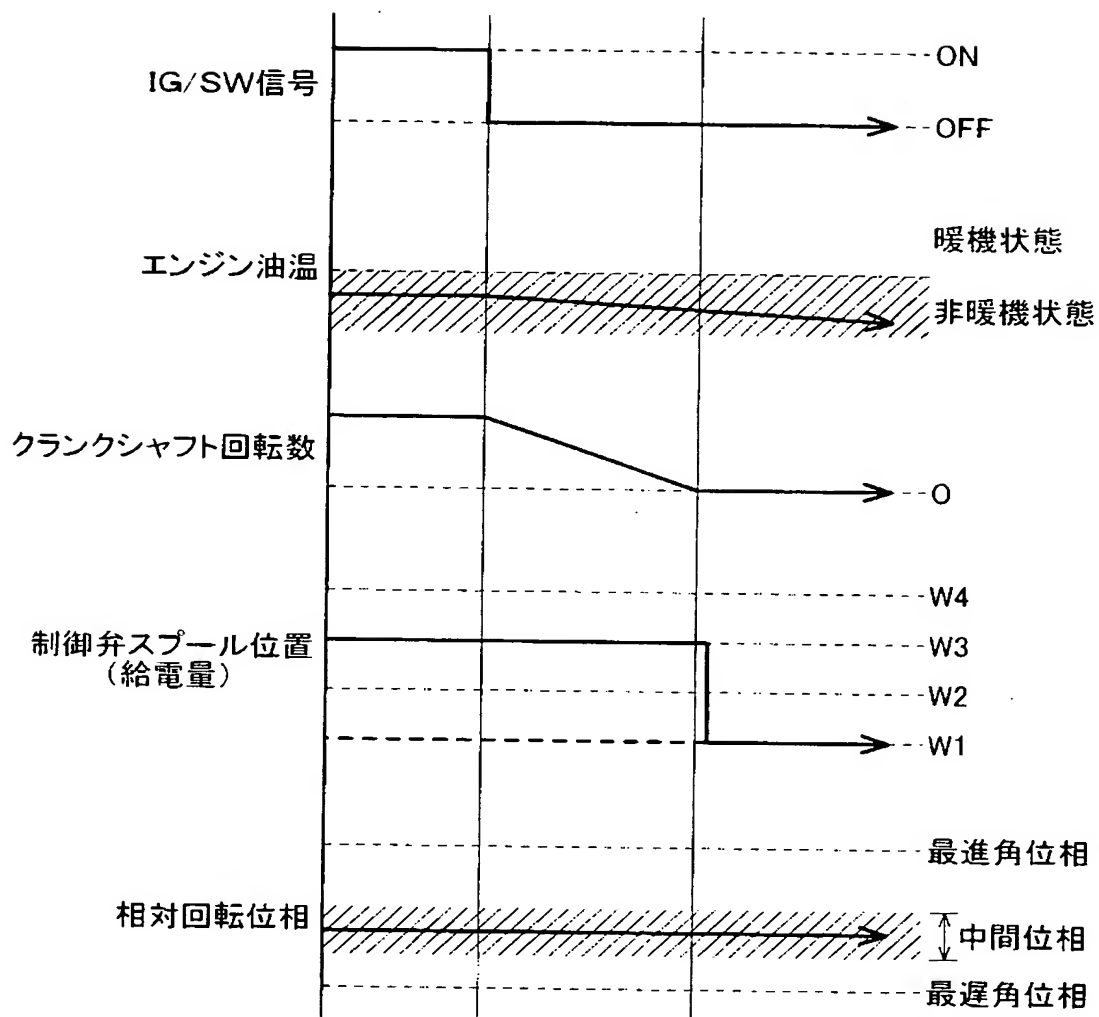 IG/SW信号
ON
OFF
エンジン油温
暖機状態
非暖機状態
クランクシャフト回転数
0
制御弁スプール位置
(給電量)
W4
W3
W2
W1
相対回転位相
最進角位相
中間位相
最遅角位相